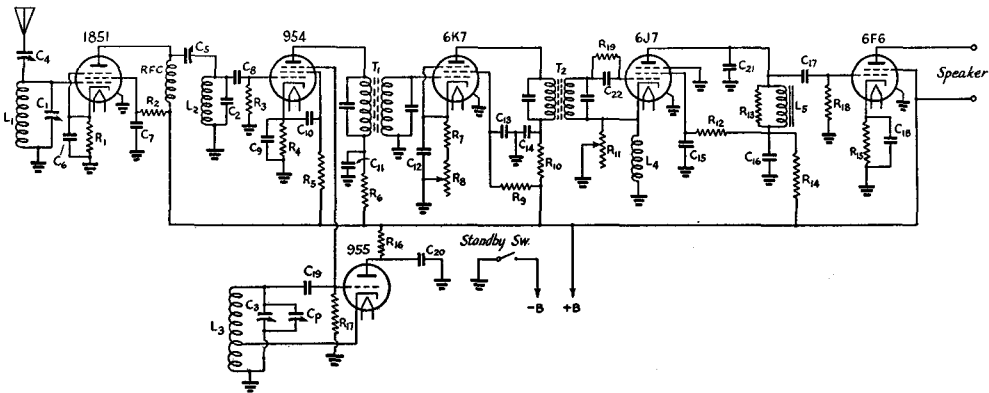 1851
954
6K7
6J7
6F6
C4
RFC
C5
C8
T1
T2
R19
C21
C17
Speaker
L1
C1
R2
L2
C2
R3
C22
R13
L5
R18
C6
R1
C7
C9
R4
C10
C11
C12
R7
C13
C14
R10
R11
L4
C15
R12
C16
R15
C18
R5
R6
R8
R9
R14
955
R16
C20
Standby Sw.
C19
L3
C3
Cp
R17
-B
+B